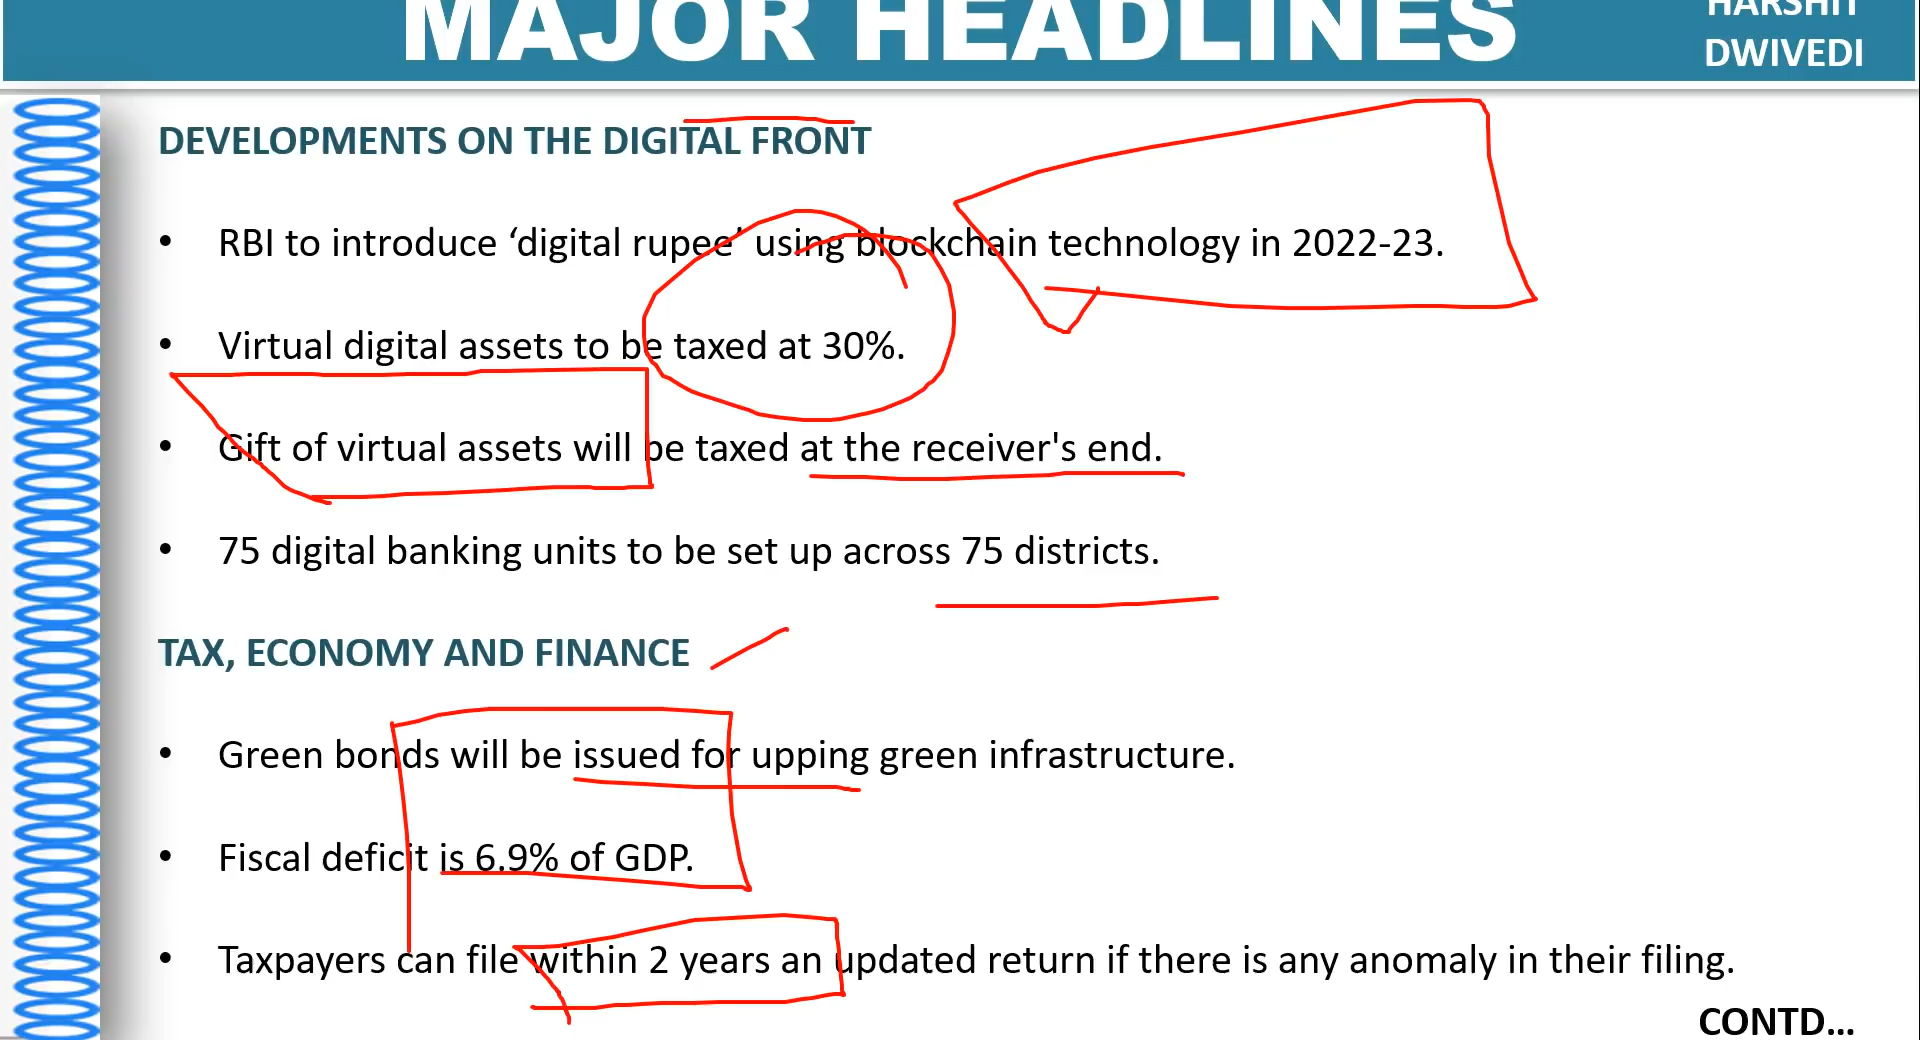 MAJOR HEADLINES
HARSHIT
DWIVEDI
DEVELOPMENTS ON THE DIGITAL FRONT
• RBI to introduce ‘digital rupee’ using blockchain technology in 2022-23.
• Virtual digital assets to be taxed at 30%.
• Gift of virtual assets will be taxed at the receiver's end.
• 75 digital banking units to be set up across 75 districts.
TAX, ECONOMY AND FINANCE
• Green bonds will be issued for upping green infrastructure.
• Fiscal deficit is 6.9% of GDP.
• Taxpayers can file within 2 years an updated return if there is any anomaly in their filing.
CONTD...